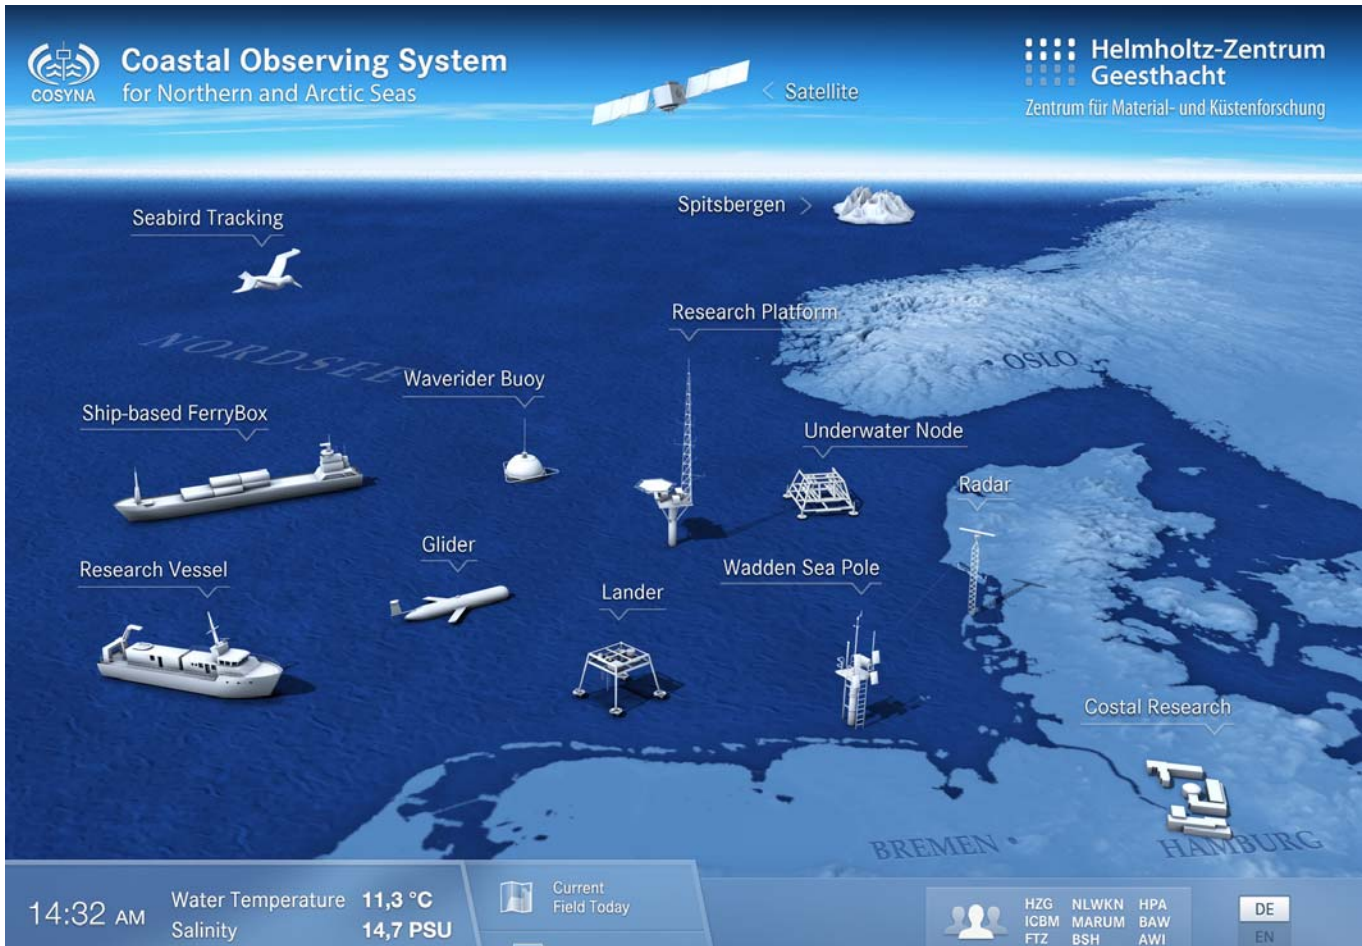 COSYNA
Coastal Observing System
for Northern and Arctic Seas
Satellite
Helmholtz-Zentrum
Geesthacht
Zentrum für Material- und Küstenforschung
Spitsbergen
Seabird Tracking
Research Platform
NORDSEE
OSLO
Waverider Buoy
Ship-based FerryBox
Underwater Node
Radar
Glider
Research Vessel
Wadden Sea Pole
Lander
Costal Research
BREMEN
HAMBURG
14:32 AM
Water Temperature 11,3 °C
Salinity 14,7 PSU
Current
Field Today
HZG NLWKN HPA
ICBM MARUM BAW
FTZ BSH AWI
DE
EN